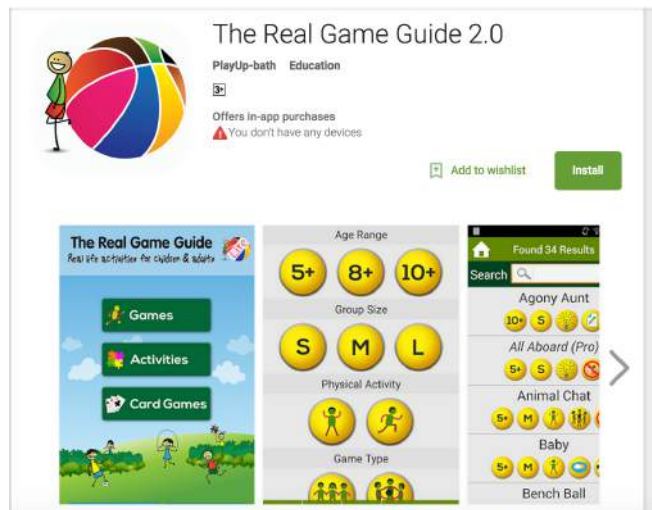 The Real Game Guide 2.0
PlayUp-bath Education
3+
Offers in-app purchases
You don't have any devices
Add to wishlist
Install
The Real Game Guide
Real life activities for children & adults
Games
Activities
Card Games
Age Range
5+ 8+ 10+
Group Size
S M L
Physical Activity
Game Type
Found 34 Results
Search
Agony Aunt
10+ S
All Aboard (Pro)
5+ S
Animal Chat
5+ M
Baby
5+ M
Bench Ball